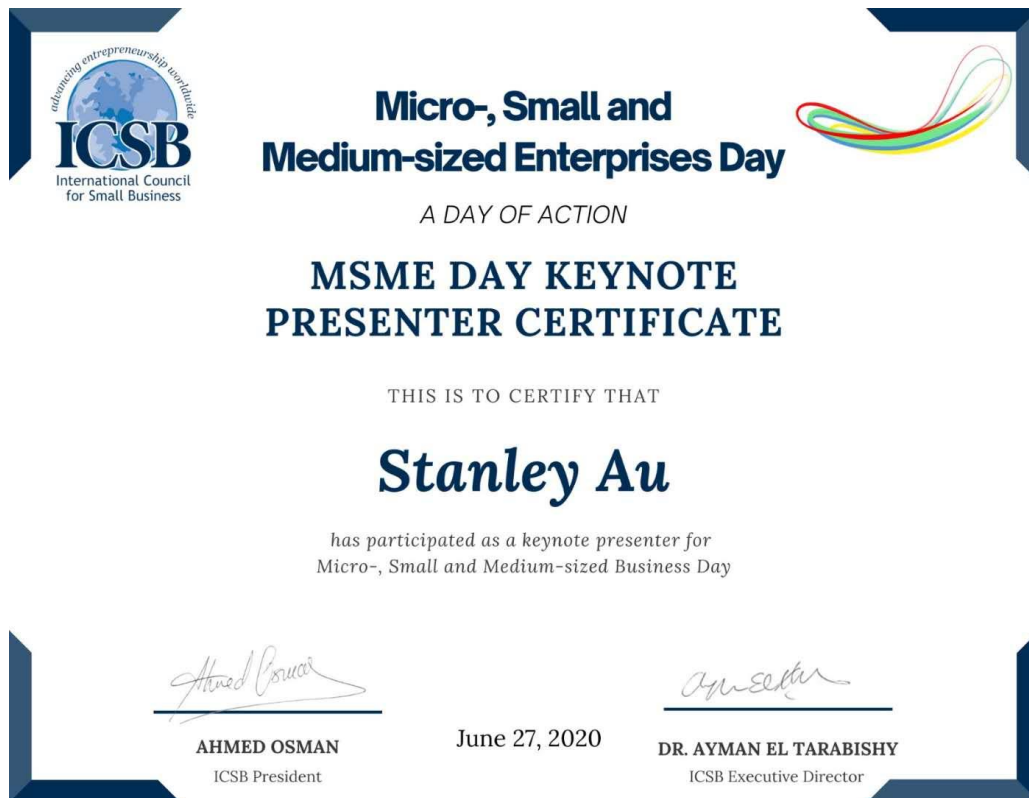 advancing entrepreneurship worldwide
ICSB
International Council
for Small Business
Micro-, Small and
Medium-sized Enterprises Day
A DAY OF ACTION
MSME DAY KEYNOTE
PRESENTER CERTIFICATE
THIS IS TO CERTIFY THAT
Stanley Au
has participated as a keynote presenter for
Micro-, Small and Medium-sized Business Day
Ahmed Osman
AHMED OSMAN
ICSB President
June 27, 2020
DR. AYMAN EL TARABISHY
ICSB Executive Director